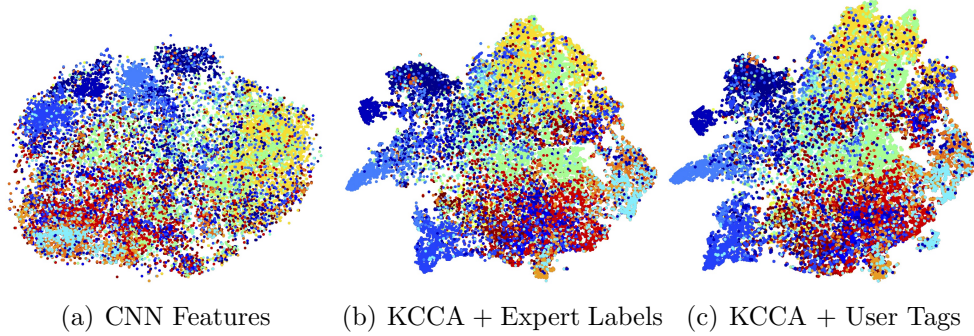 (a) CNN Features
(b) KCCA + Expert Labels
(c) KCCA + User Tags